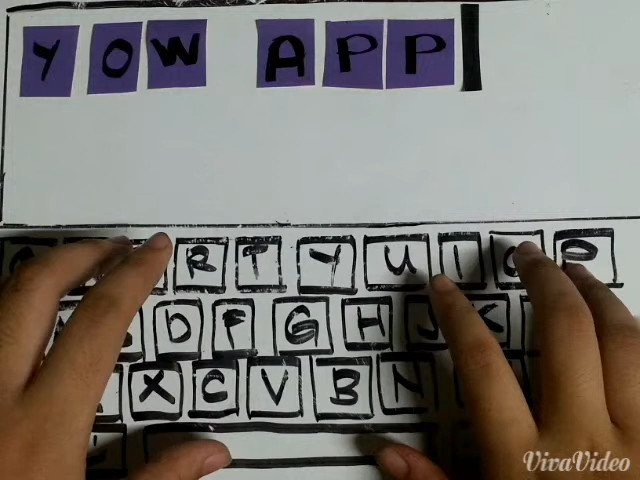 YOW APP
R T Y U I O P
D F G H J K
X C V B N
VivaVideo